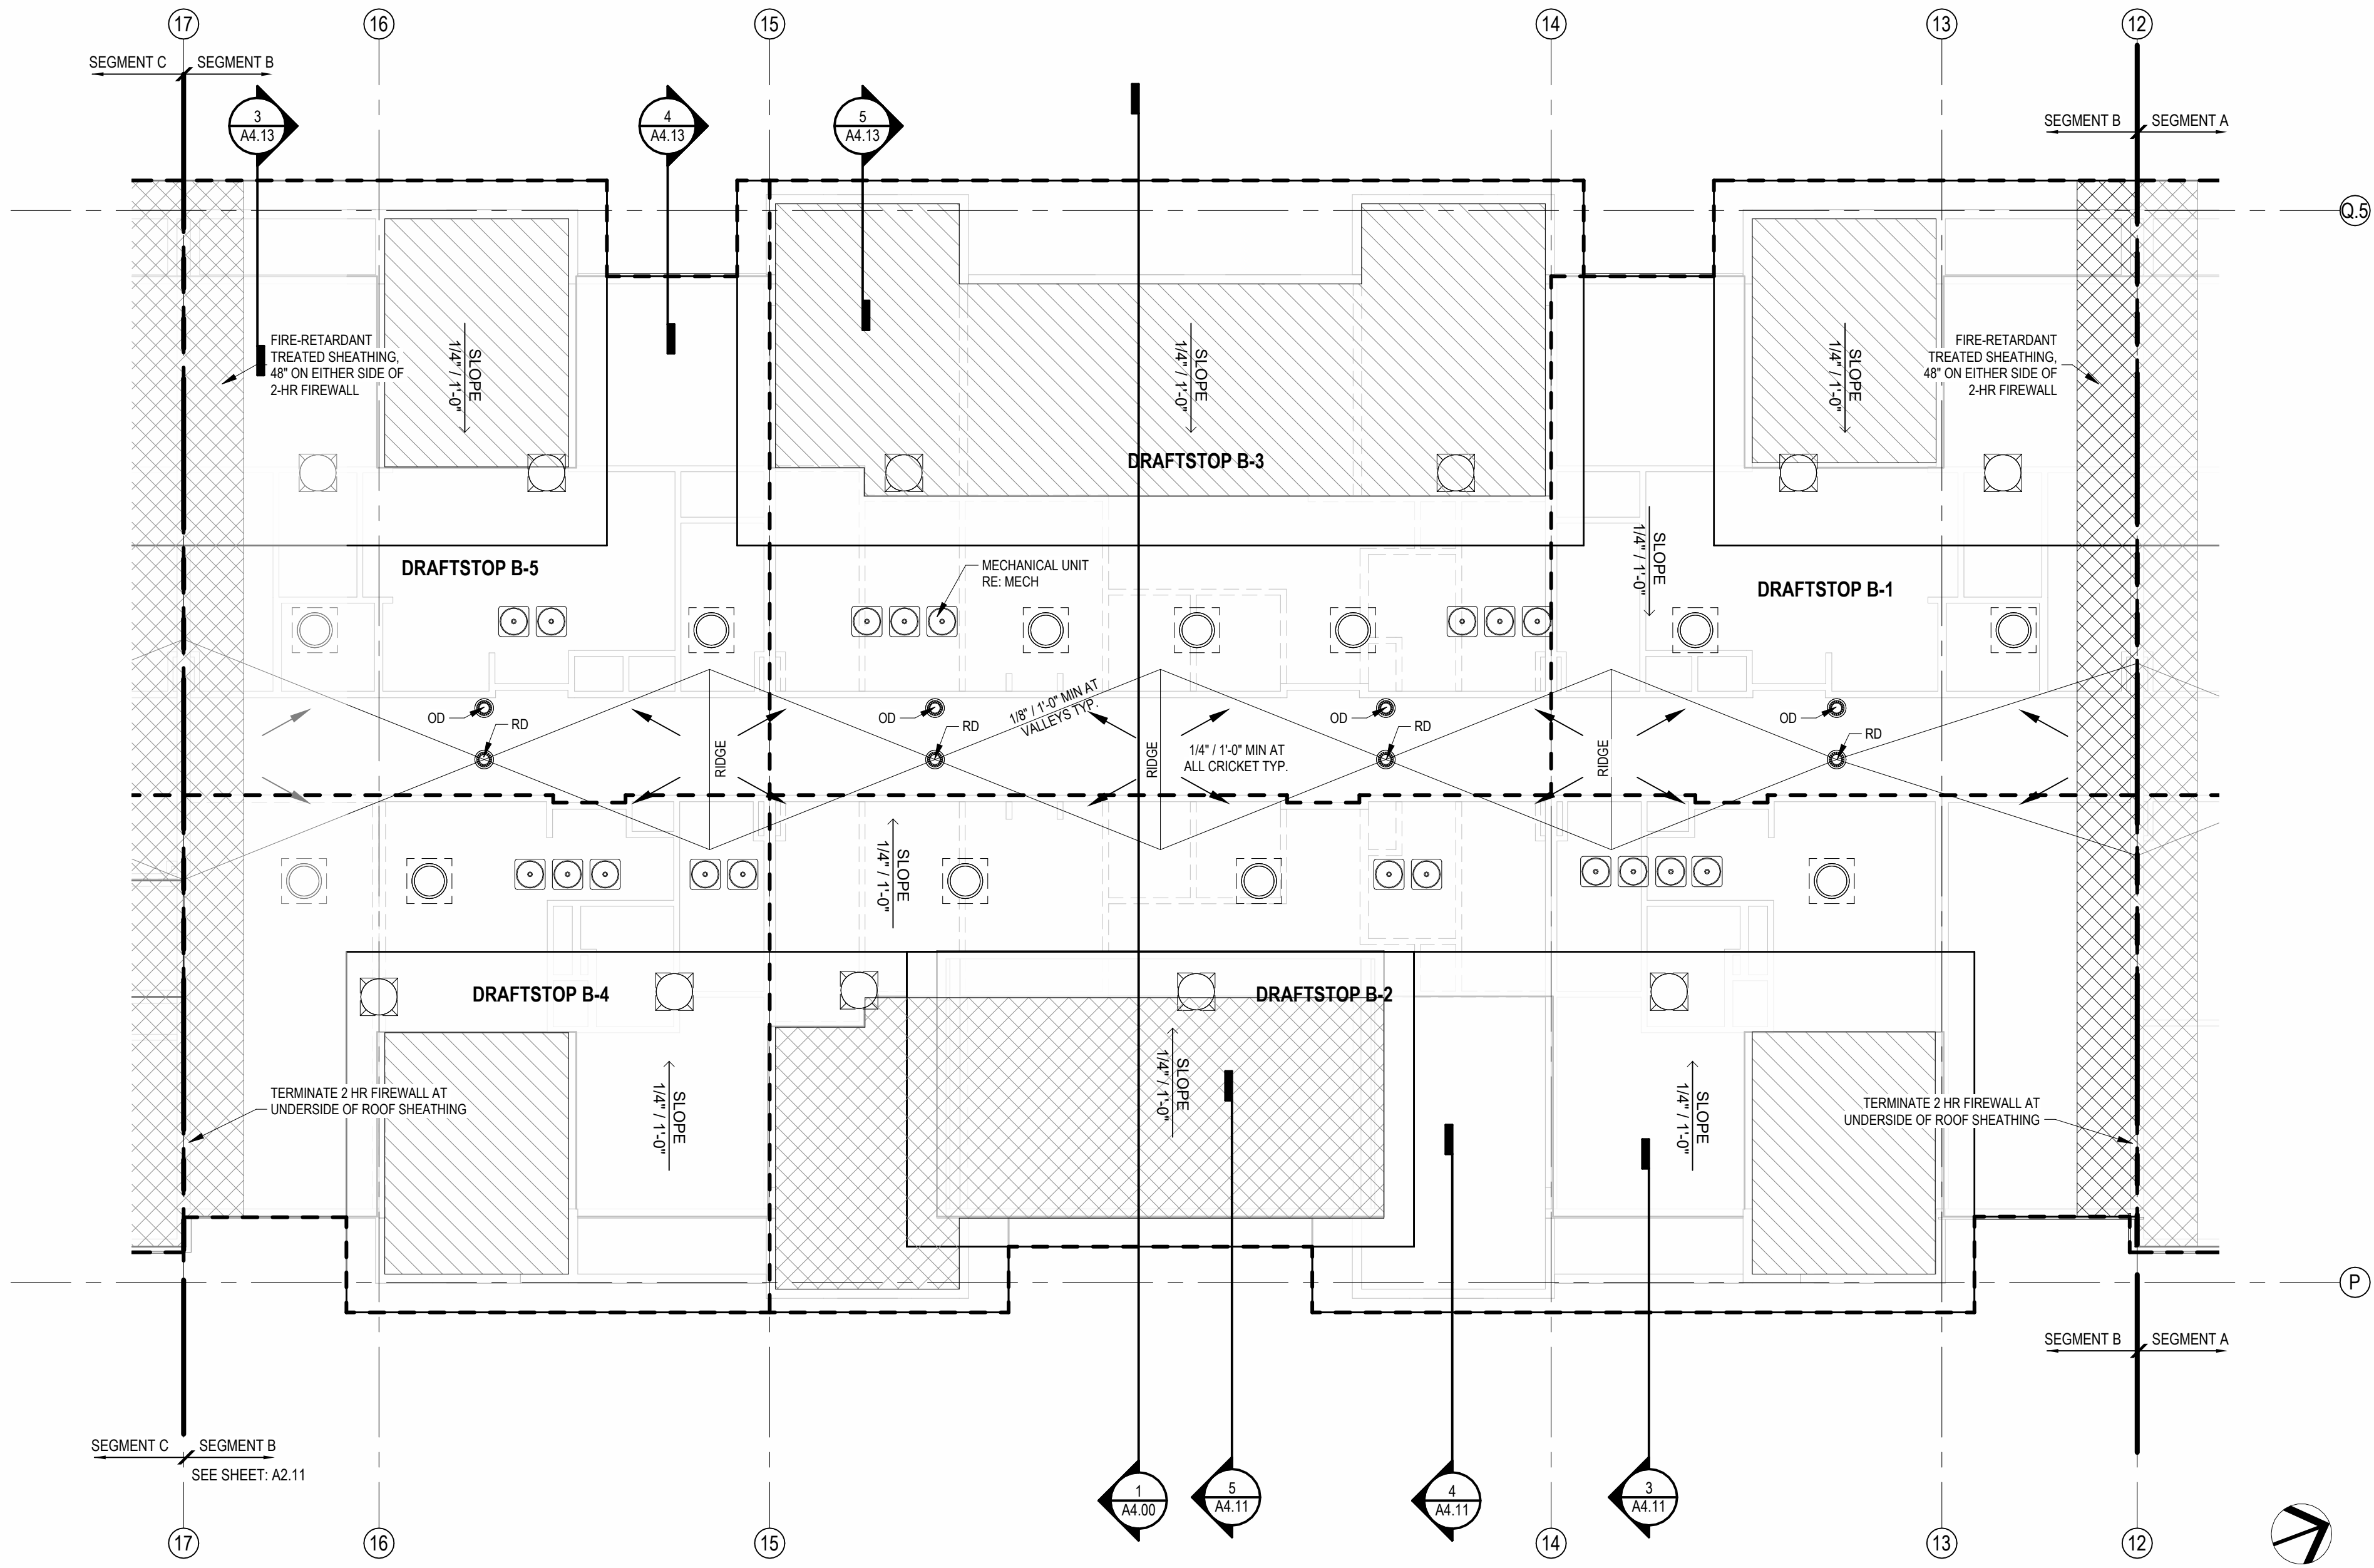 17
16
15
14
13
12
SEGMENT C
SEGMENT B
3
A4.13
4
A4.13
5
A4.13
SEGMENT B
SEGMENT A
Q.5
FIRE-RETARDANT
TREATED SHEATHING,
48" ON EITHER SIDE OF
2-HR FIREWALL
SLOPE
1/4" / 1'-0"
SLOPE
1/4" / 1'-0"
SLOPE
1/4" / 1'-0"
FIRE-RETARDANT
TREATED SHEATHING,
48" ON EITHER SIDE OF
2-HR FIREWALL
DRAFTSTOP B-3
DRAFTSTOP B-5
MECHANICAL UNIT
RE: MECH
SLOPE
1/4" / 1'-0"
DRAFTSTOP B-1
OD
RD
RIDGE
OD
RD
1/8" / 1'-0" MIN AT
VALLEYS TYP.
RIDGE
1/4" / 1'-0" MIN AT
ALL CRICKET TYP.
OD
RD
RIDGE
OD
RD
SLOPE
1/4" / 1'-0"
DRAFTSTOP B-4
DRAFTSTOP B-2
SLOPE
1/4" / 1'-0"
SLOPE
1/4" / 1'-0"
SLOPE
1/4" / 1'-0"
TERMINATE 2 HR FIREWALL AT
UNDERSIDE OF ROOF SHEATHING
TERMINATE 2 HR FIREWALL AT
UNDERSIDE OF ROOF SHEATHING
P
SEGMENT B
SEGMENT A
SEGMENT C
SEGMENT B
SEE SHEET: A2.11
1
A4.00
5
A4.11
4
A4.11
3
A4.11
17
16
15
14
13
12